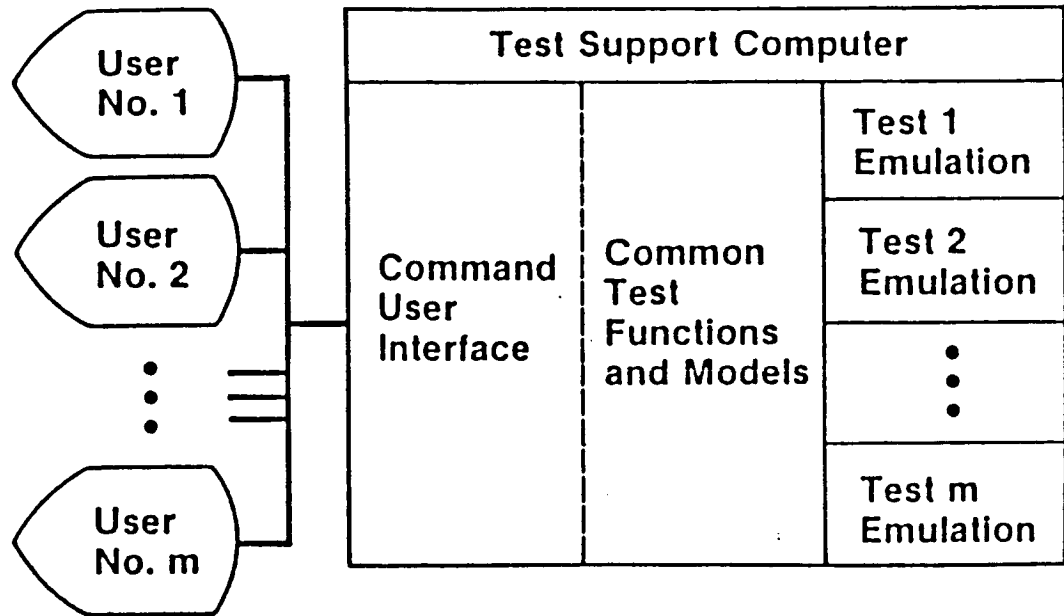 User
No. 1
User
No. 2
User
No. m
Test Support Computer
Command
User
Interface
Common
Test
Functions
and Models
Test 1
Emulation
Test 2
Emulation
Test m
Emulation